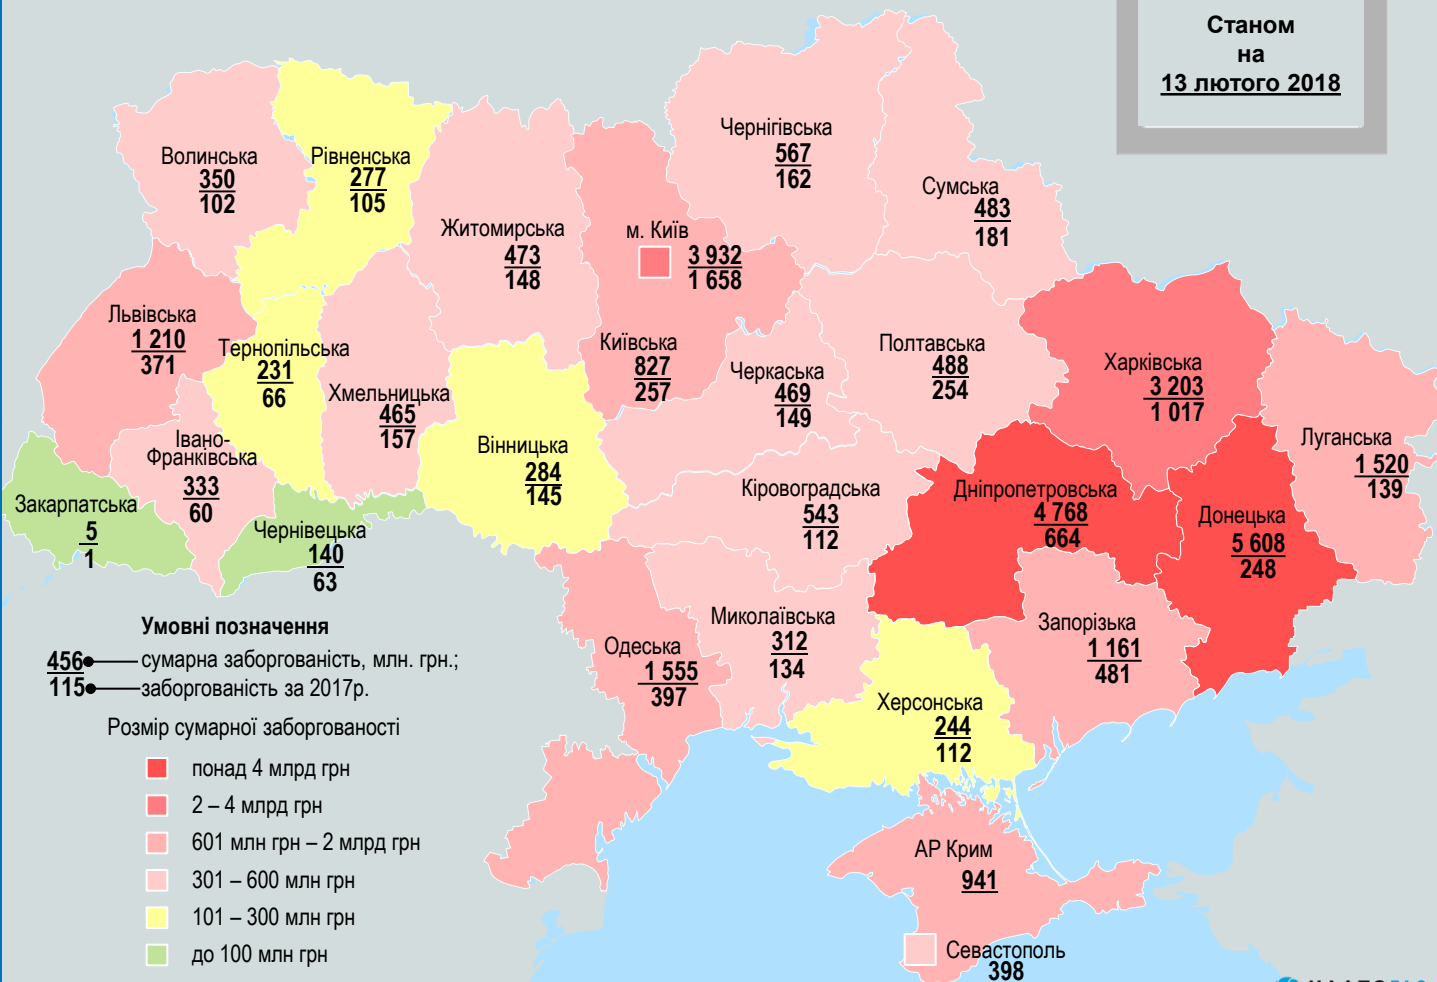 Станом
на
13 лютого 2018
Волинська
350
102
Рівненська
277
105
Житомирська
473
148
м. Київ
3 932
1 658
Чернігівська
567
162
Сумська
483
181
Львівська
1 210
371
Тернопільська
231
66
Хмельницька
465
157
Київська
827
257
Черкаська
469
149
Полтавська
488
254
Харківська
3 203
1 017
Луганська
1 520
139
Івано-
Франківська
333
60
Вінницька
284
145
Закарпатська
5
1
Чернівецька
140
63
Кіровоградська
543
112
Дніпропетровська
4 768
664
Донецька
5 608
248
Миколаївська
312
134
Одеська
1 555
397
Запорізька
1 161
481
Херсонська
244
112
АР Крим
941
Севастополь
398
Умовні позначення
456 сумарна заборгованість, млн. грн.;
115 заборгованість за 2017р.
Розмір сумарної заборгованості
понад 4 млрд грн
2 – 4 млрд грн
601 млн грн – 2 млрд грн
301 – 600 млн грн
101 – 300 млн грн
до 100 млн грн